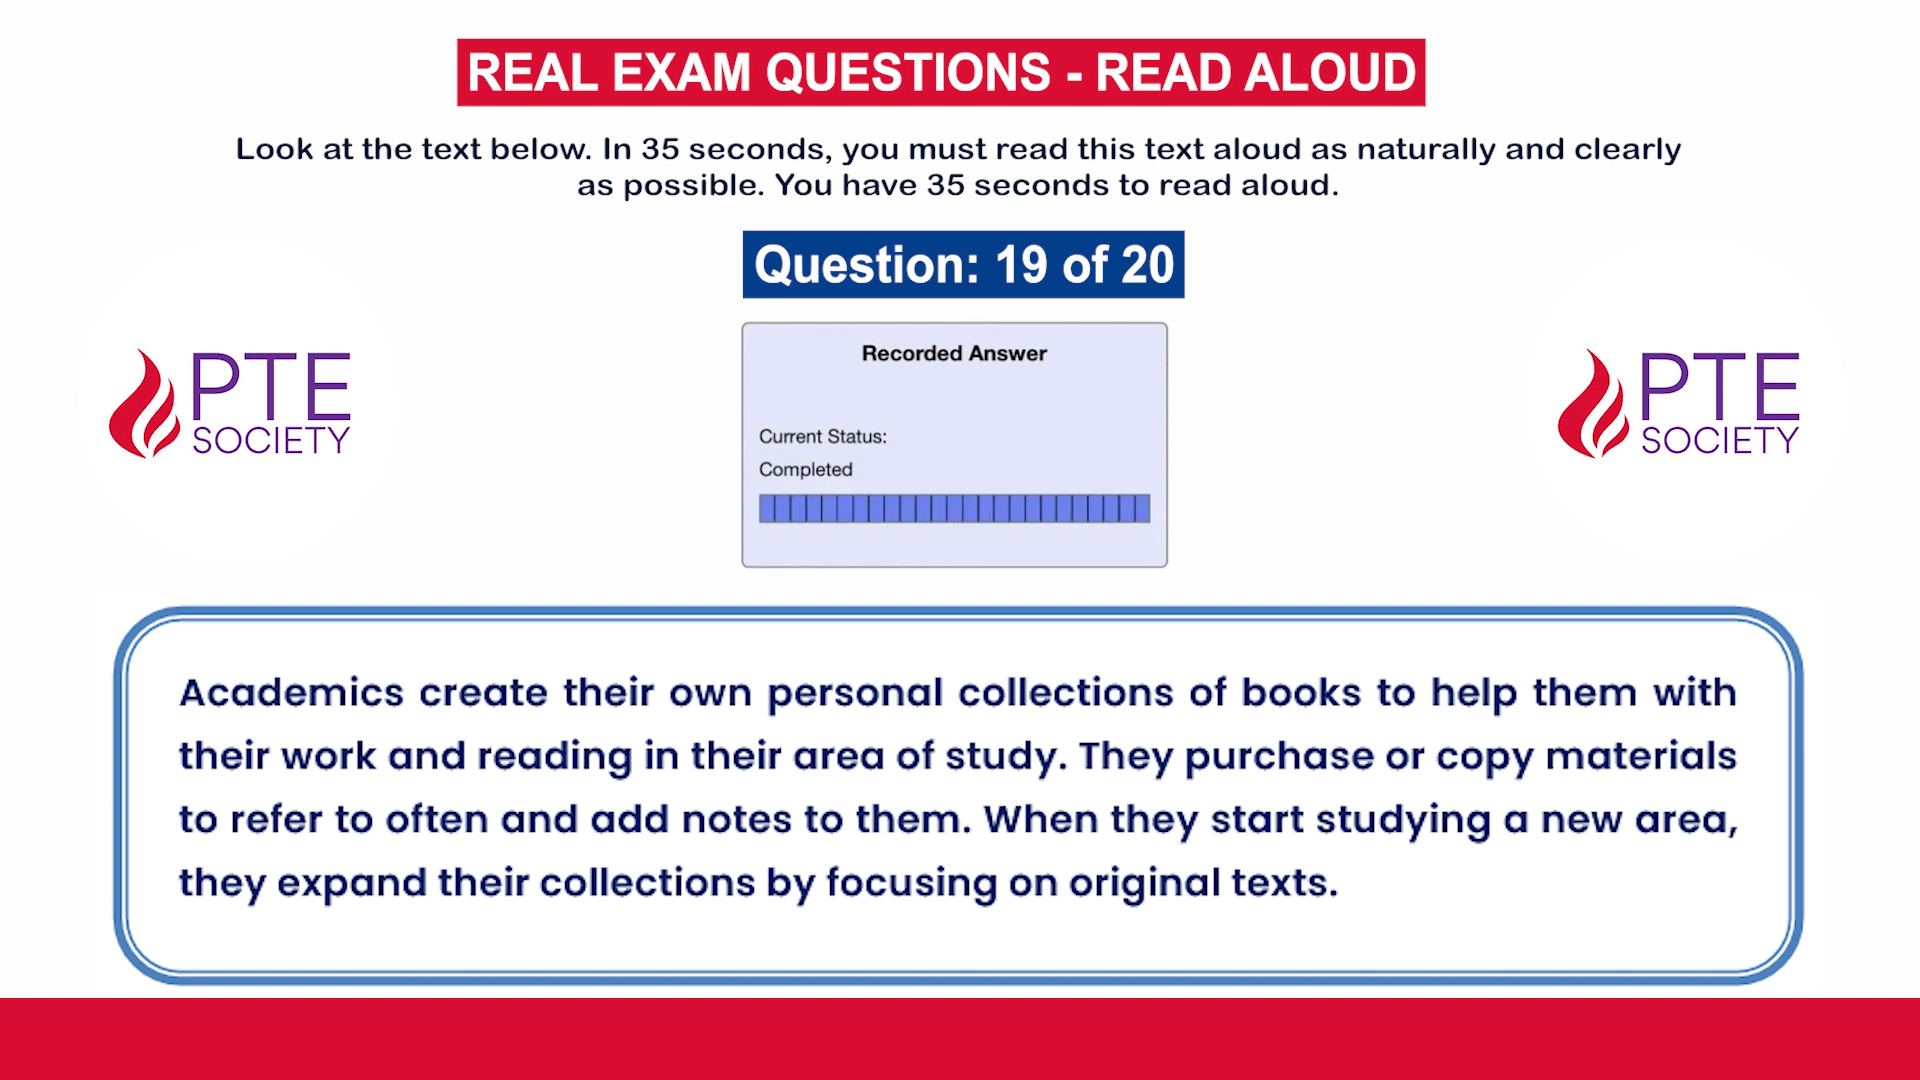 REAL EXAM QUESTIONS - READ ALOUD
Look at the text below. In 35 seconds, you must read this text aloud as naturally and clearly
as possible. You have 35 seconds to read aloud.
Question: 19 of 20
PTE
SOCIETY
PTE
SOCIETY
Recorded Answer
Current Status:
Completed
Academics create their own personal collections of books to help them with
their work and reading in their area of study. They purchase or copy materials
to refer to often and add notes to them. When they start studying a new area,
they expand their collections by focusing on original texts.